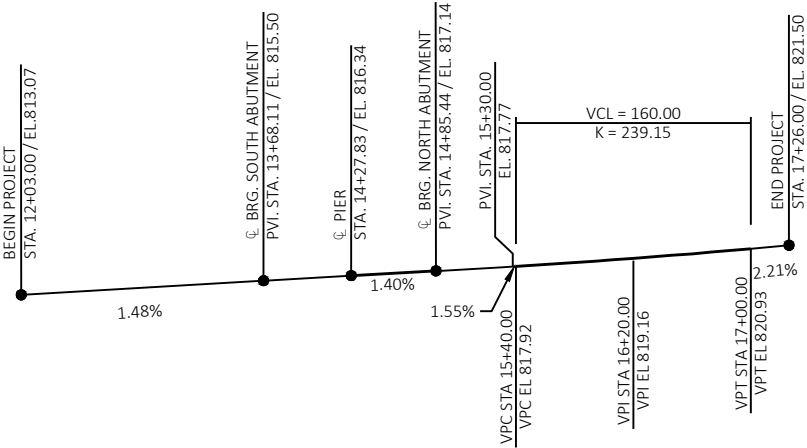 BEGIN PROJECT
STA. 12+03.00 / EL.813.07
℄ BRG. SOUTH ABUTMENT
PVI. STA. 13+68.11 / EL. 815.50
℄ PIER
STA. 14+27.83 / EL. 816.34
℄ BRG. NORTH ABUTMENT
PVI. STA. 14+85.44 / EL. 817.14
PVI. STA. 15+30.00
EL. 817.77
VCL = 160.00
K = 239.15
END PROJECT
STA. 17+26.00 / EL. 821.50
1.48%
1.40%
1.55%
2.21%
VPC STA 15+40.00
VPC EL 817.92
VPI STA 16+20.00
VPI EL 819.16
VPT STA 17+00.00
VPT EL 820.93